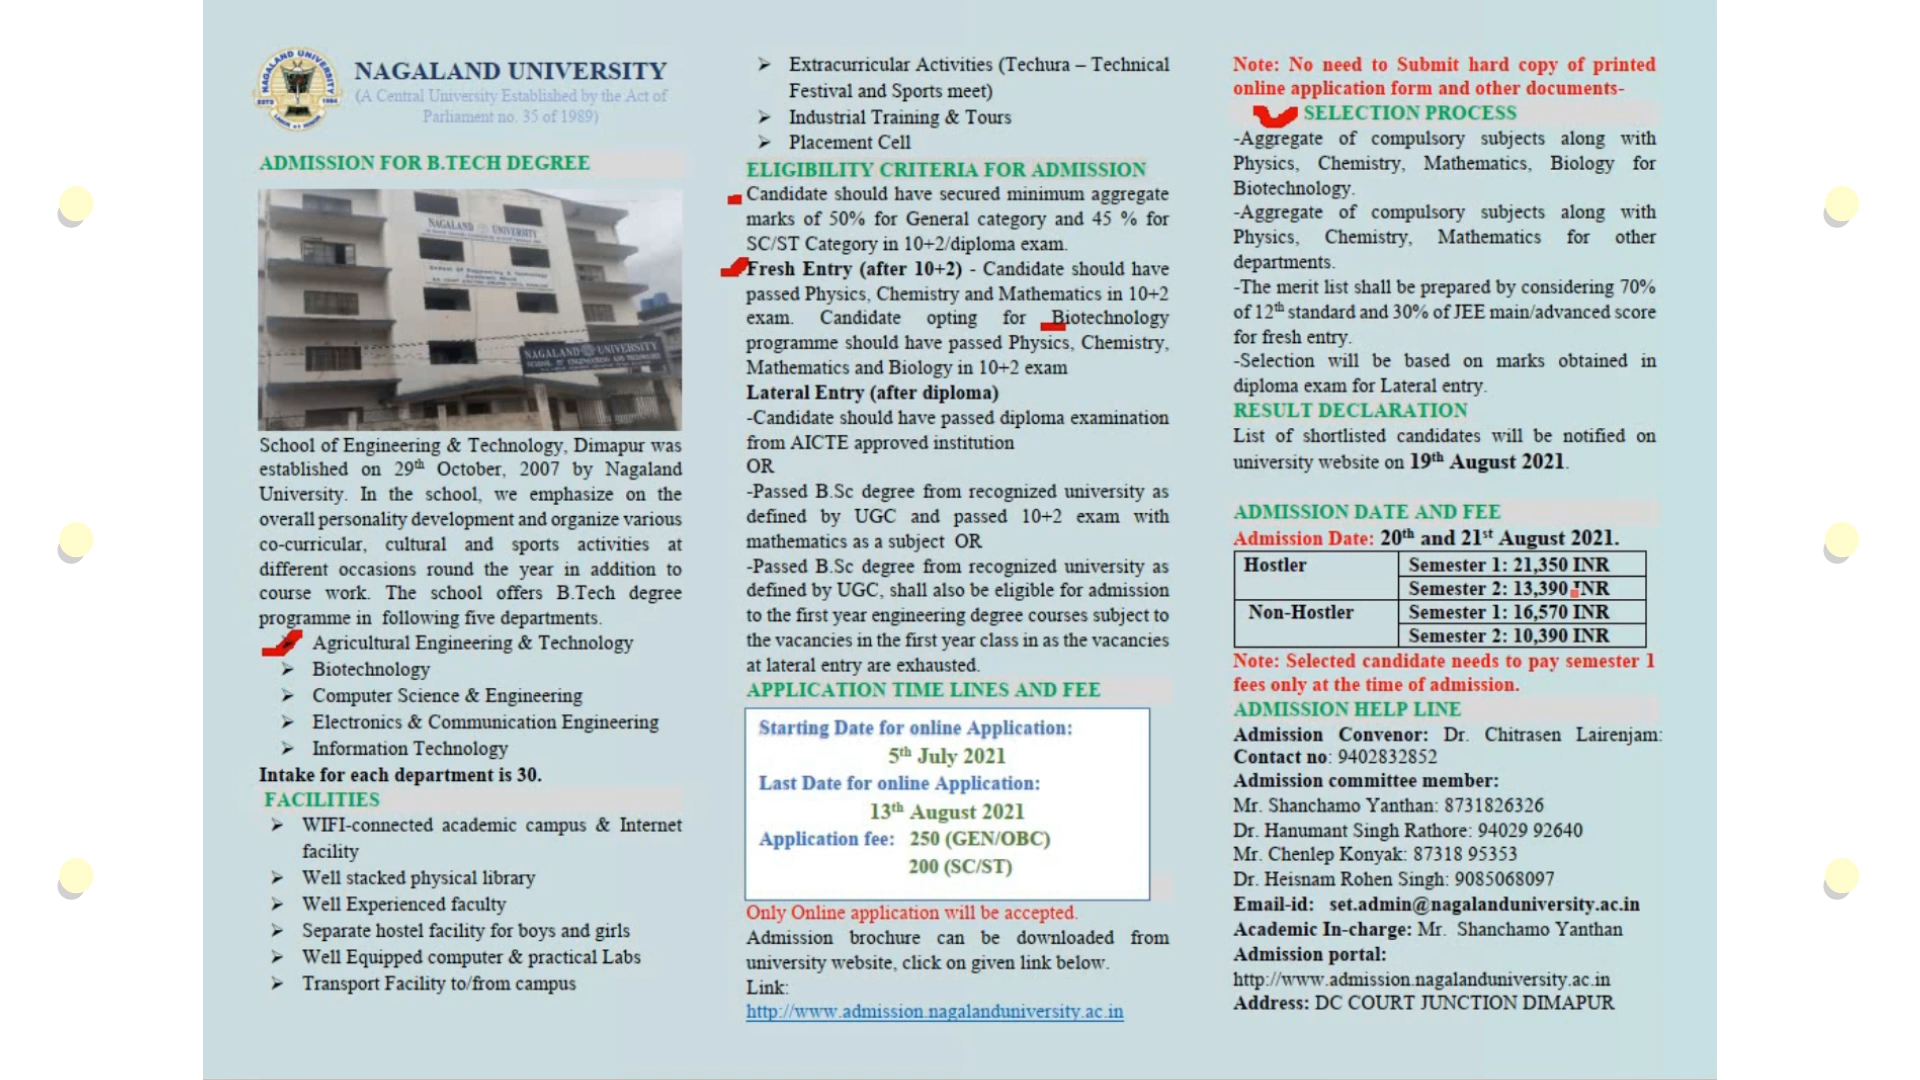 NAGALAND UNIVERSITY
(A Central University Established by the Act of
Parliament no. 35 of 1989)
ADMISSION FOR B.TECH DEGREE
NAGALAND UNIVERSITY
NAGALAND UNIVERSITY
School of Engineering & Technology, Dimapur was
established on 29th October, 2007 by Nagaland
University. In the school, we emphasize on the
overall personality development and organize various
co-curricular, cultural and sports activities at
different occasions round the year in addition to
course work. The school offers B.Tech degree
programme in following five departments.
➢ Agricultural Engineering & Technology
➢ Biotechnology
➢ Computer Science & Engineering
➢ Electronics & Communication Engineering
➢ Information Technology
Intake for each department is 30.
FACILITIES
➢ WIFI-connected academic campus & Internet
facility
➢ Well stacked physical library
➢ Well Experienced faculty
➢ Separate hostel facility for boys and girls
➢ Well Equipped computer & practical Labs
➢ Transport Facility to/from campus
➢ Extracurricular Activities (Techura – Technical
Festival and Sports meet)
➢ Industrial Training & Tours
➢ Placement Cell
ELIGIBILITY CRITERIA FOR ADMISSION
Candidate should have secured minimum aggregate
marks of 50% for General category and 45 % for
SC/ST Category in 10+2/diploma exam.
Fresh Entry (after 10+2) - Candidate should have
passed Physics, Chemistry and Mathematics in 10+2
exam. Candidate opting for Biotechnology
programme should have passed Physics, Chemistry,
Mathematics and Biology in 10+2 exam
Lateral Entry (after diploma)
-Candidate should have passed diploma examination
from AICTE approved institution
OR
-Passed B.Sc degree from recognized university as
defined by UGC and passed 10+2 exam with
mathematics as a subject OR
-Passed B.Sc degree from recognized university as
defined by UGC, shall also be eligible for admission
to the first year engineering degree courses subject to
the vacancies in the first year class in as the vacancies
at lateral entry are exhausted.
APPLICATION TIME LINES AND FEE
Starting Date for online Application:
5th July 2021
Last Date for online Application:
13th August 2021
Application fee: 250 (GEN/OBC)
200 (SC/ST)
Only Online application will be accepted.
Admission brochure can be downloaded from
university website, click on given link below.
Link:
http://www.admission.nagalanduniversity.ac.in
Note: No need to Submit hard copy of printed
online application form and other documents-
SELECTION PROCESS
-Aggregate of compulsory subjects along with
Physics, Chemistry, Mathematics, Biology for
Biotechnology.
-Aggregate of compulsory subjects along with
Physics, Chemistry, Mathematics for other
departments.
-The merit list shall be prepared by considering 70%
of 12th standard and 30% of JEE main/advanced score
for fresh entry.
-Selection will be based on marks obtained in
diploma exam for Lateral entry.
RESULT DECLARATION
List of shortlisted candidates will be notified on
university website on 19th August 2021.
ADMISSION DATE AND FEE
Admission Date: 20th and 21st August 2021.
Hostler Semester 1: 21,350 INR
Semester 2: 13,390 INR
Non-Hostler Semester 1: 16,570 INR
Semester 2: 10,390 INR
Note: Selected candidate needs to pay semester 1
fees only at the time of admission.
ADMISSION HELP LINE
Admission Convenor: Dr. Chitrasen Lairenjam:
Contact no: 9402832852
Admission committee member:
Mr. Shanchamo Yanthan: 8731826326
Dr. Hanumant Singh Rathore: 94029 92640
Mr. Chenlep Konyak: 87318 95353
Dr. Heisnam Rohen Singh: 9085068097
Email-id: set.admin@nagalanduniversity.ac.in
Academic In-charge: Mr. Shanchamo Yanthan
Admission portal:
http://www.admission.nagalanduniversity.ac.in
Address: DC COURT JUNCTION DIMAPUR